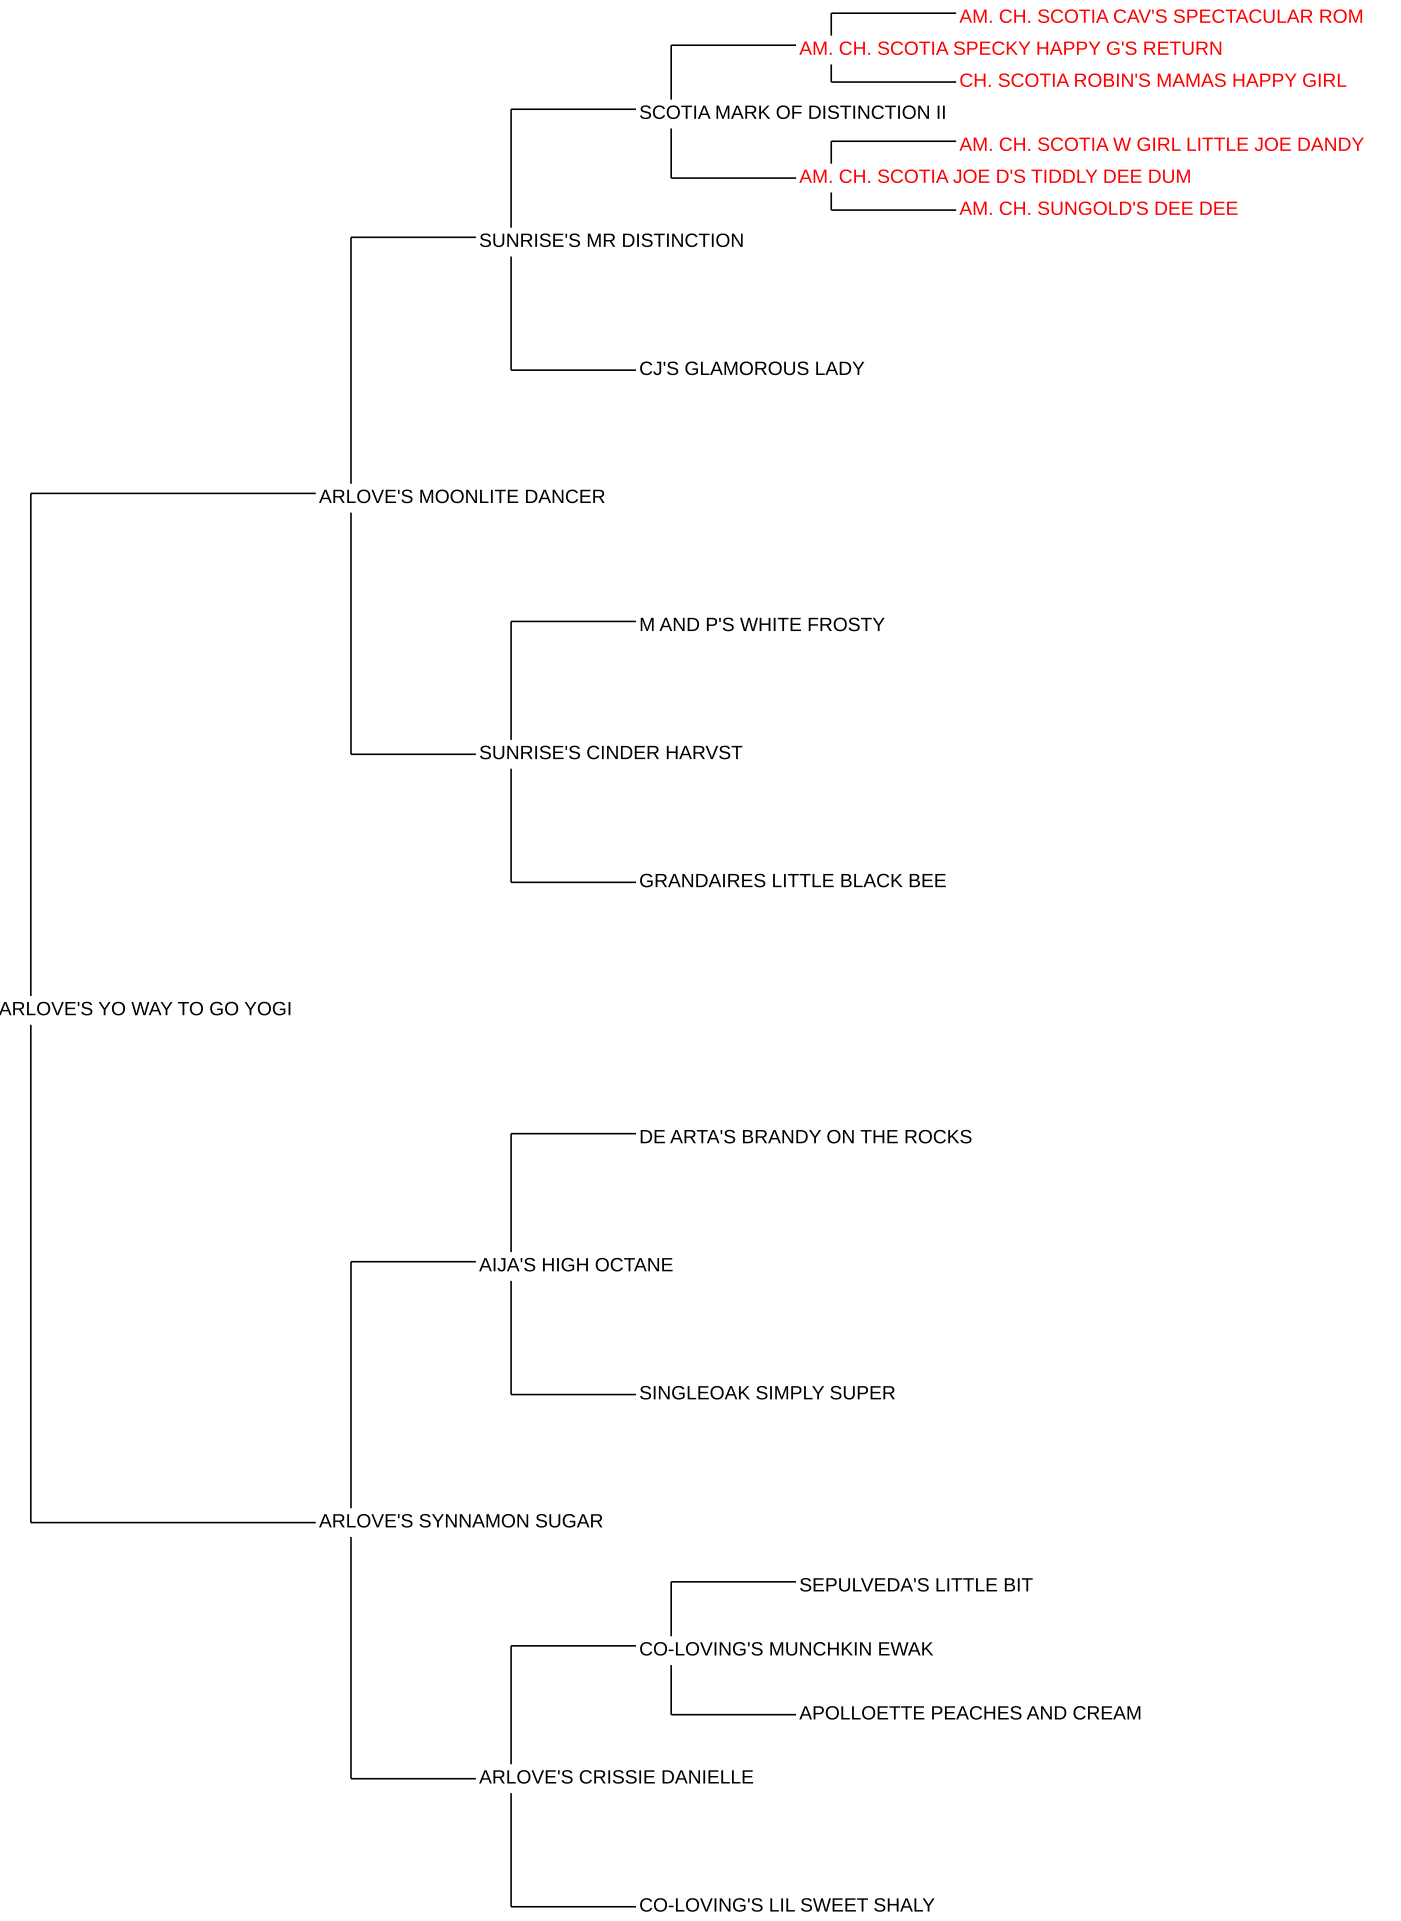 AM. CH. SCOTIA CAV'S SPECTACULAR ROM
AM. CH. SCOTIA SPECKY HAPPY G'S RETURN
CH. SCOTIA ROBIN'S MAMAS HAPPY GIRL
SCOTIA MARK OF DISTINCTION II
AM. CH. SCOTIA W GIRL LITTLE JOE DANDY
AM. CH. SCOTIA JOE D'S TIDDLY DEE DUM
AM. CH. SUNGOLD'S DEE DEE
SUNRISE'S MR DISTINCTION
CJ'S GLAMOROUS LADY
ARLOVE'S MOONLITE DANCER
M AND P'S WHITE FROSTY
SUNRISE'S CINDER HARVST
GRANDAIRES LITTLE BLACK BEE
ARLOVE'S YO WAY TO GO YOGI
DE ARTA'S BRANDY ON THE ROCKS
AIJA'S HIGH OCTANE
SINGLEOAK SIMPLY SUPER
ARLOVE'S SYNNAMON SUGAR
SEPULVEDA'S LITTLE BIT
CO-LOVING'S MUNCHKIN EWAK
APOLLOETTE PEACHES AND CREAM
ARLOVE'S CRISSIE DANIELLE
CO-LOVING'S LIL SWEET SHALY